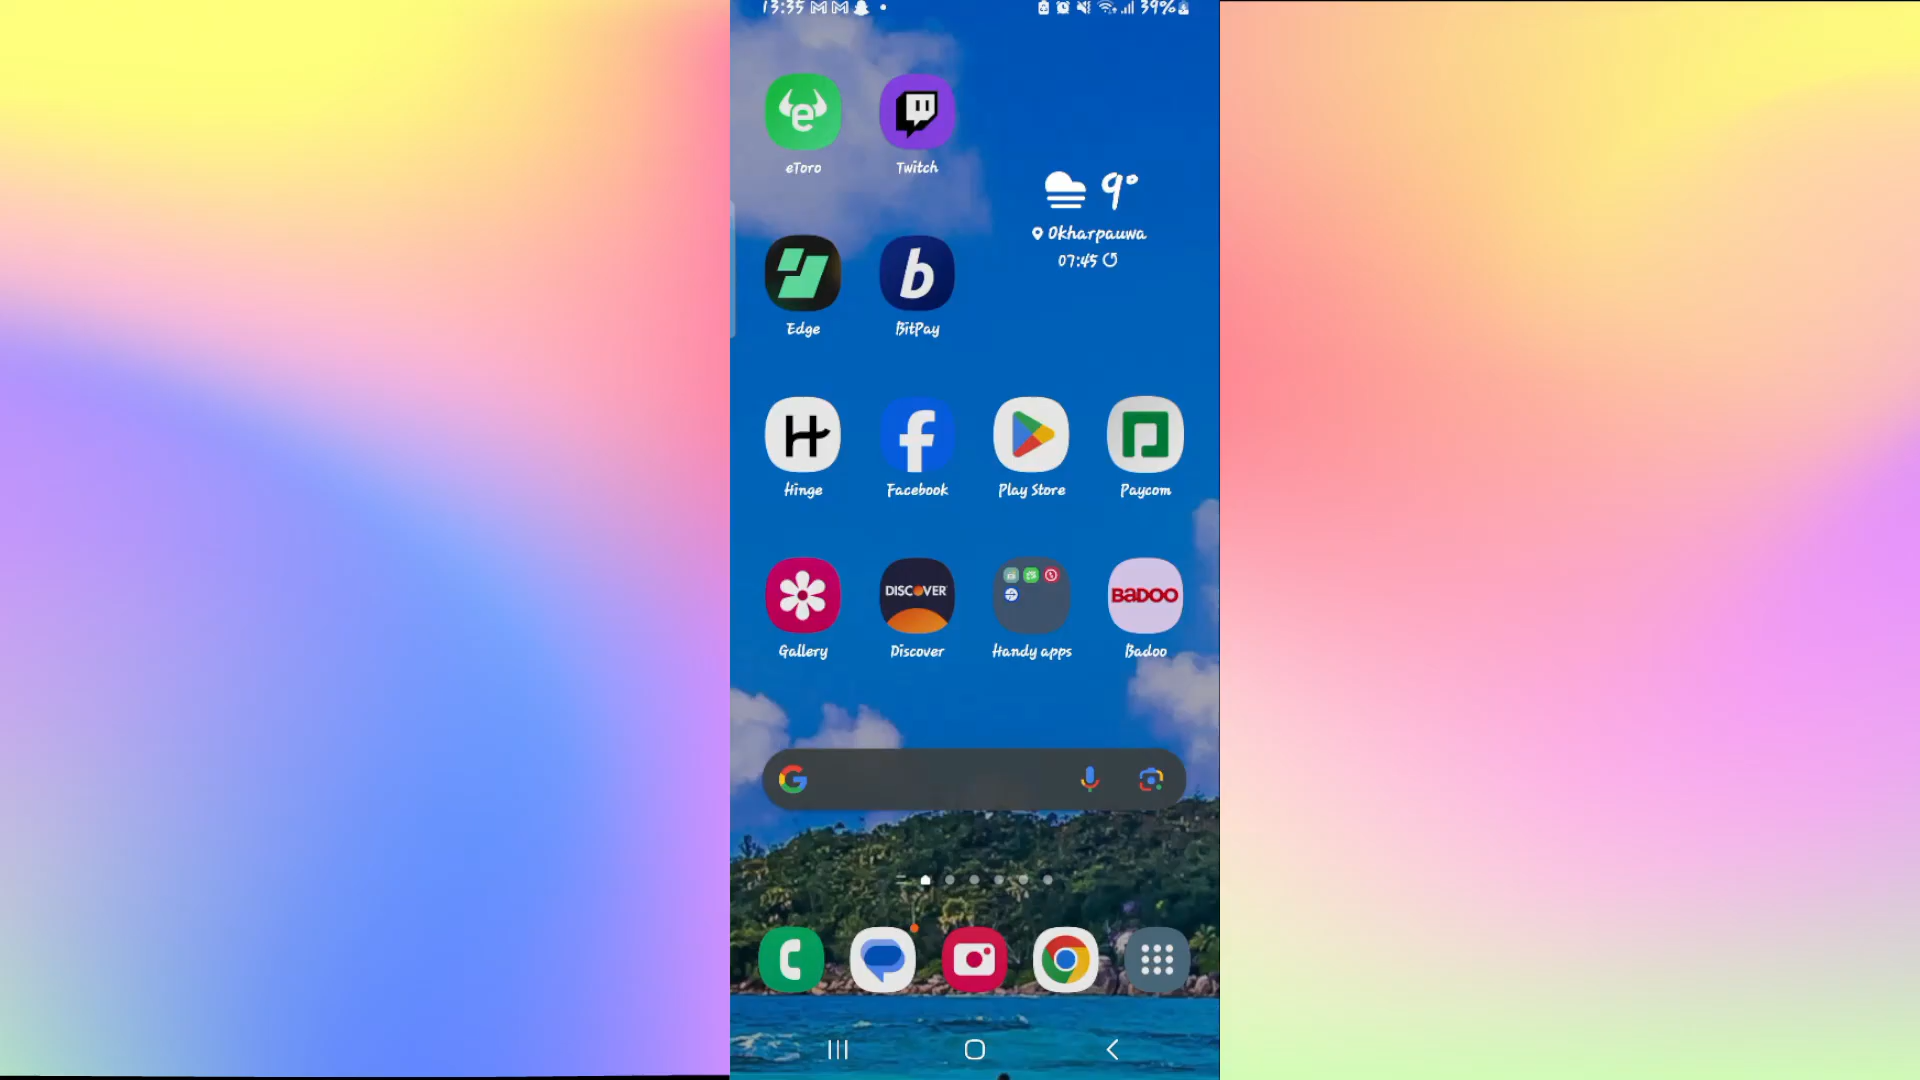 13:35 39%
eToro Twitch
9°
Okharpauwa
07:45
Edge BitPay
Hinge Facebook Play Store Paycom
DISCOVER BADOO
Gallery Discover Handy apps Badoo